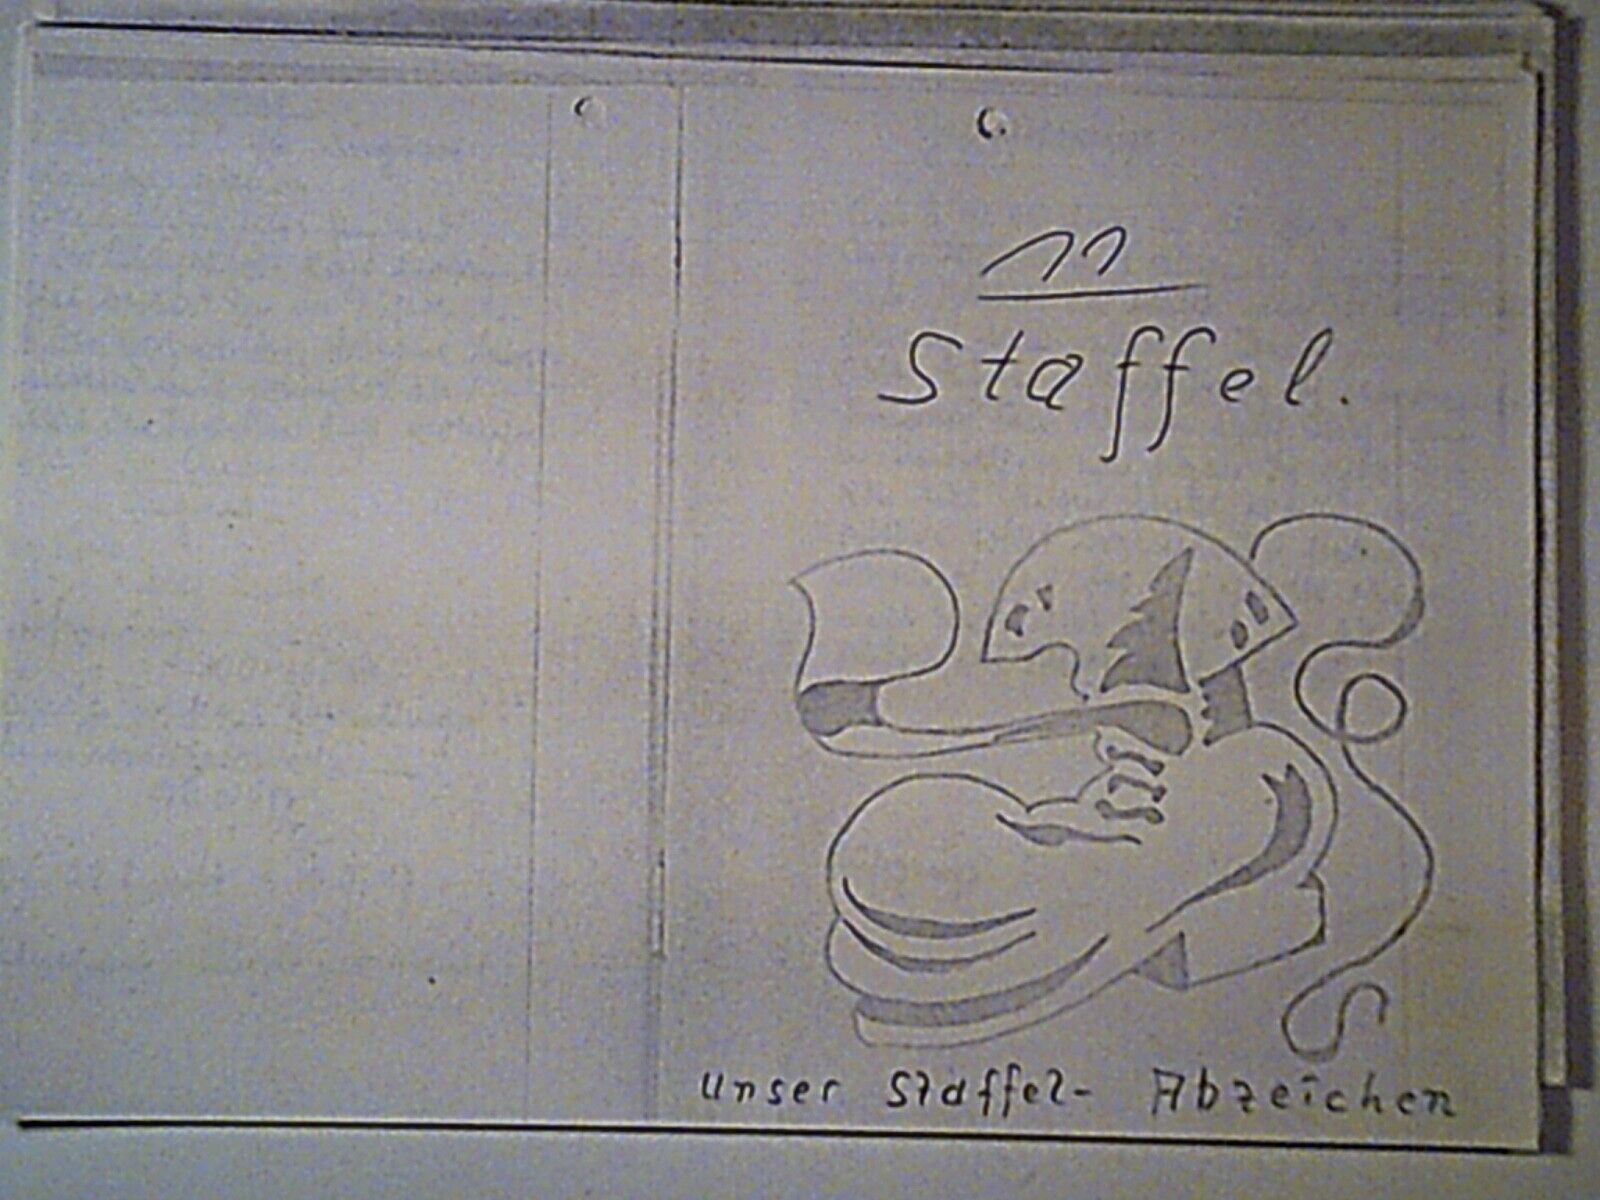 11
Staffel.
Unser Staffel- Abzeichen